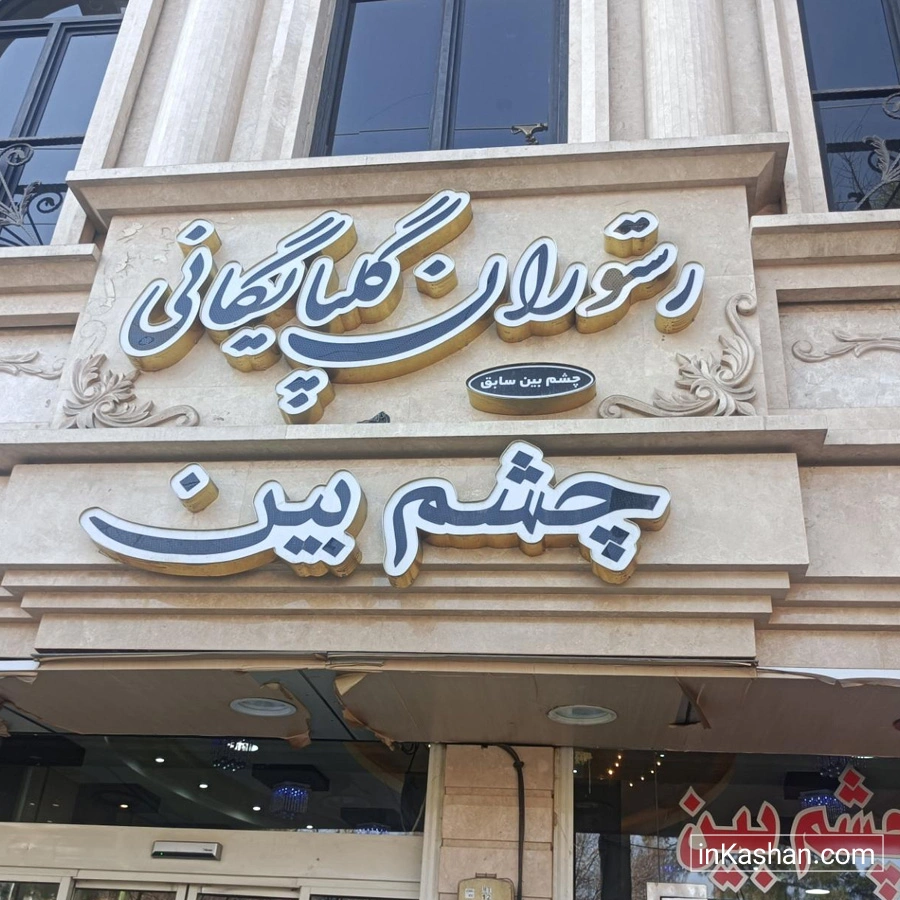 رستوران گلپایگانی
چشم بین سابق
چشم بین
چشم بین
inKashan.com